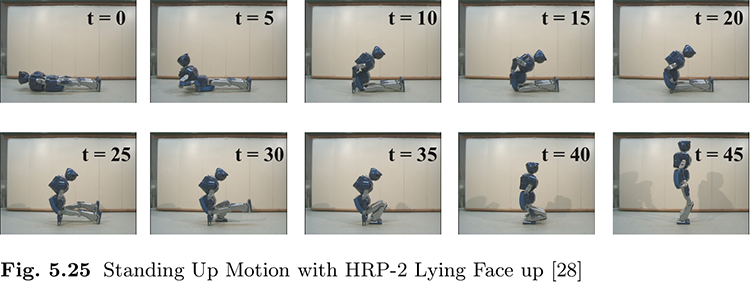 t = 0
t = 5
t = 10
t = 15
t = 20
t = 25
t = 30
t = 35
t = 40
t = 45
Fig. 5.25 Standing Up Motion with HRP-2 Lying Face up [28]